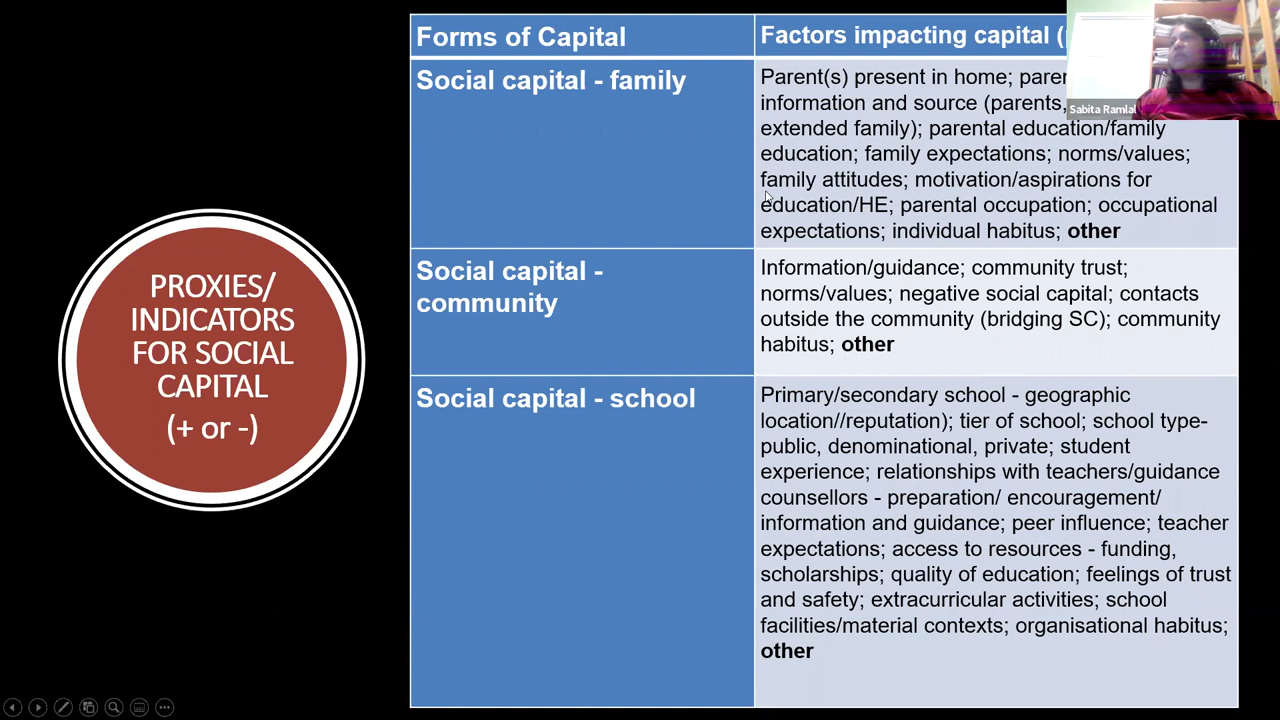 PROXIES/
INDICATORS
FOR SOCIAL
CAPITAL
(+ or -)
Forms of Capital
Factors impacting capital (
Social capital - family
Parent(s) present in home;
information and source (parents,
extended family); parental education/family
education; family expectations; norms/values;
family attitudes; motivation/aspirations for
education/HE; parental occupation; occupational
expectations; individual habitus; other
Social capital -
community
Information/guidance; community trust;
norms/values; negative social capital; contacts
outside the community (bridging SC); community
habitus; other
Social capital - school
Primary/secondary school - geographic
location//reputation); tier of school; school type-
public, denominational, private; student
experience; relationships with teachers/guidance
counsellors - preparation/ encouragement/
information and guidance; peer influence; teacher
expectations; access to resources - funding,
scholarships; quality of education; feelings of trust
and safety; extracurricular activities; school
facilities/material contexts; organisational habitus;
other
Sabita Ramlal